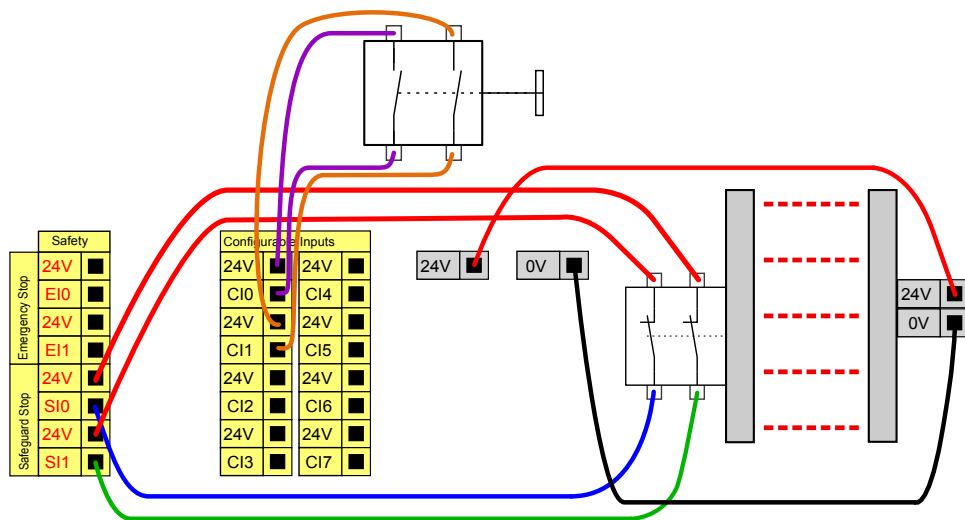 Safety
Emergency Stop
24V
EI0
24V
EI1
Safeguard Stop
24V
SI0
24V
SI1
Configurable Inputs
24V 24V
CI0 CI4
24V 24V
CI1 CI5
24V 24V
CI2 CI6
24V 24V
CI3 CI7
24V 0V
24V
0V